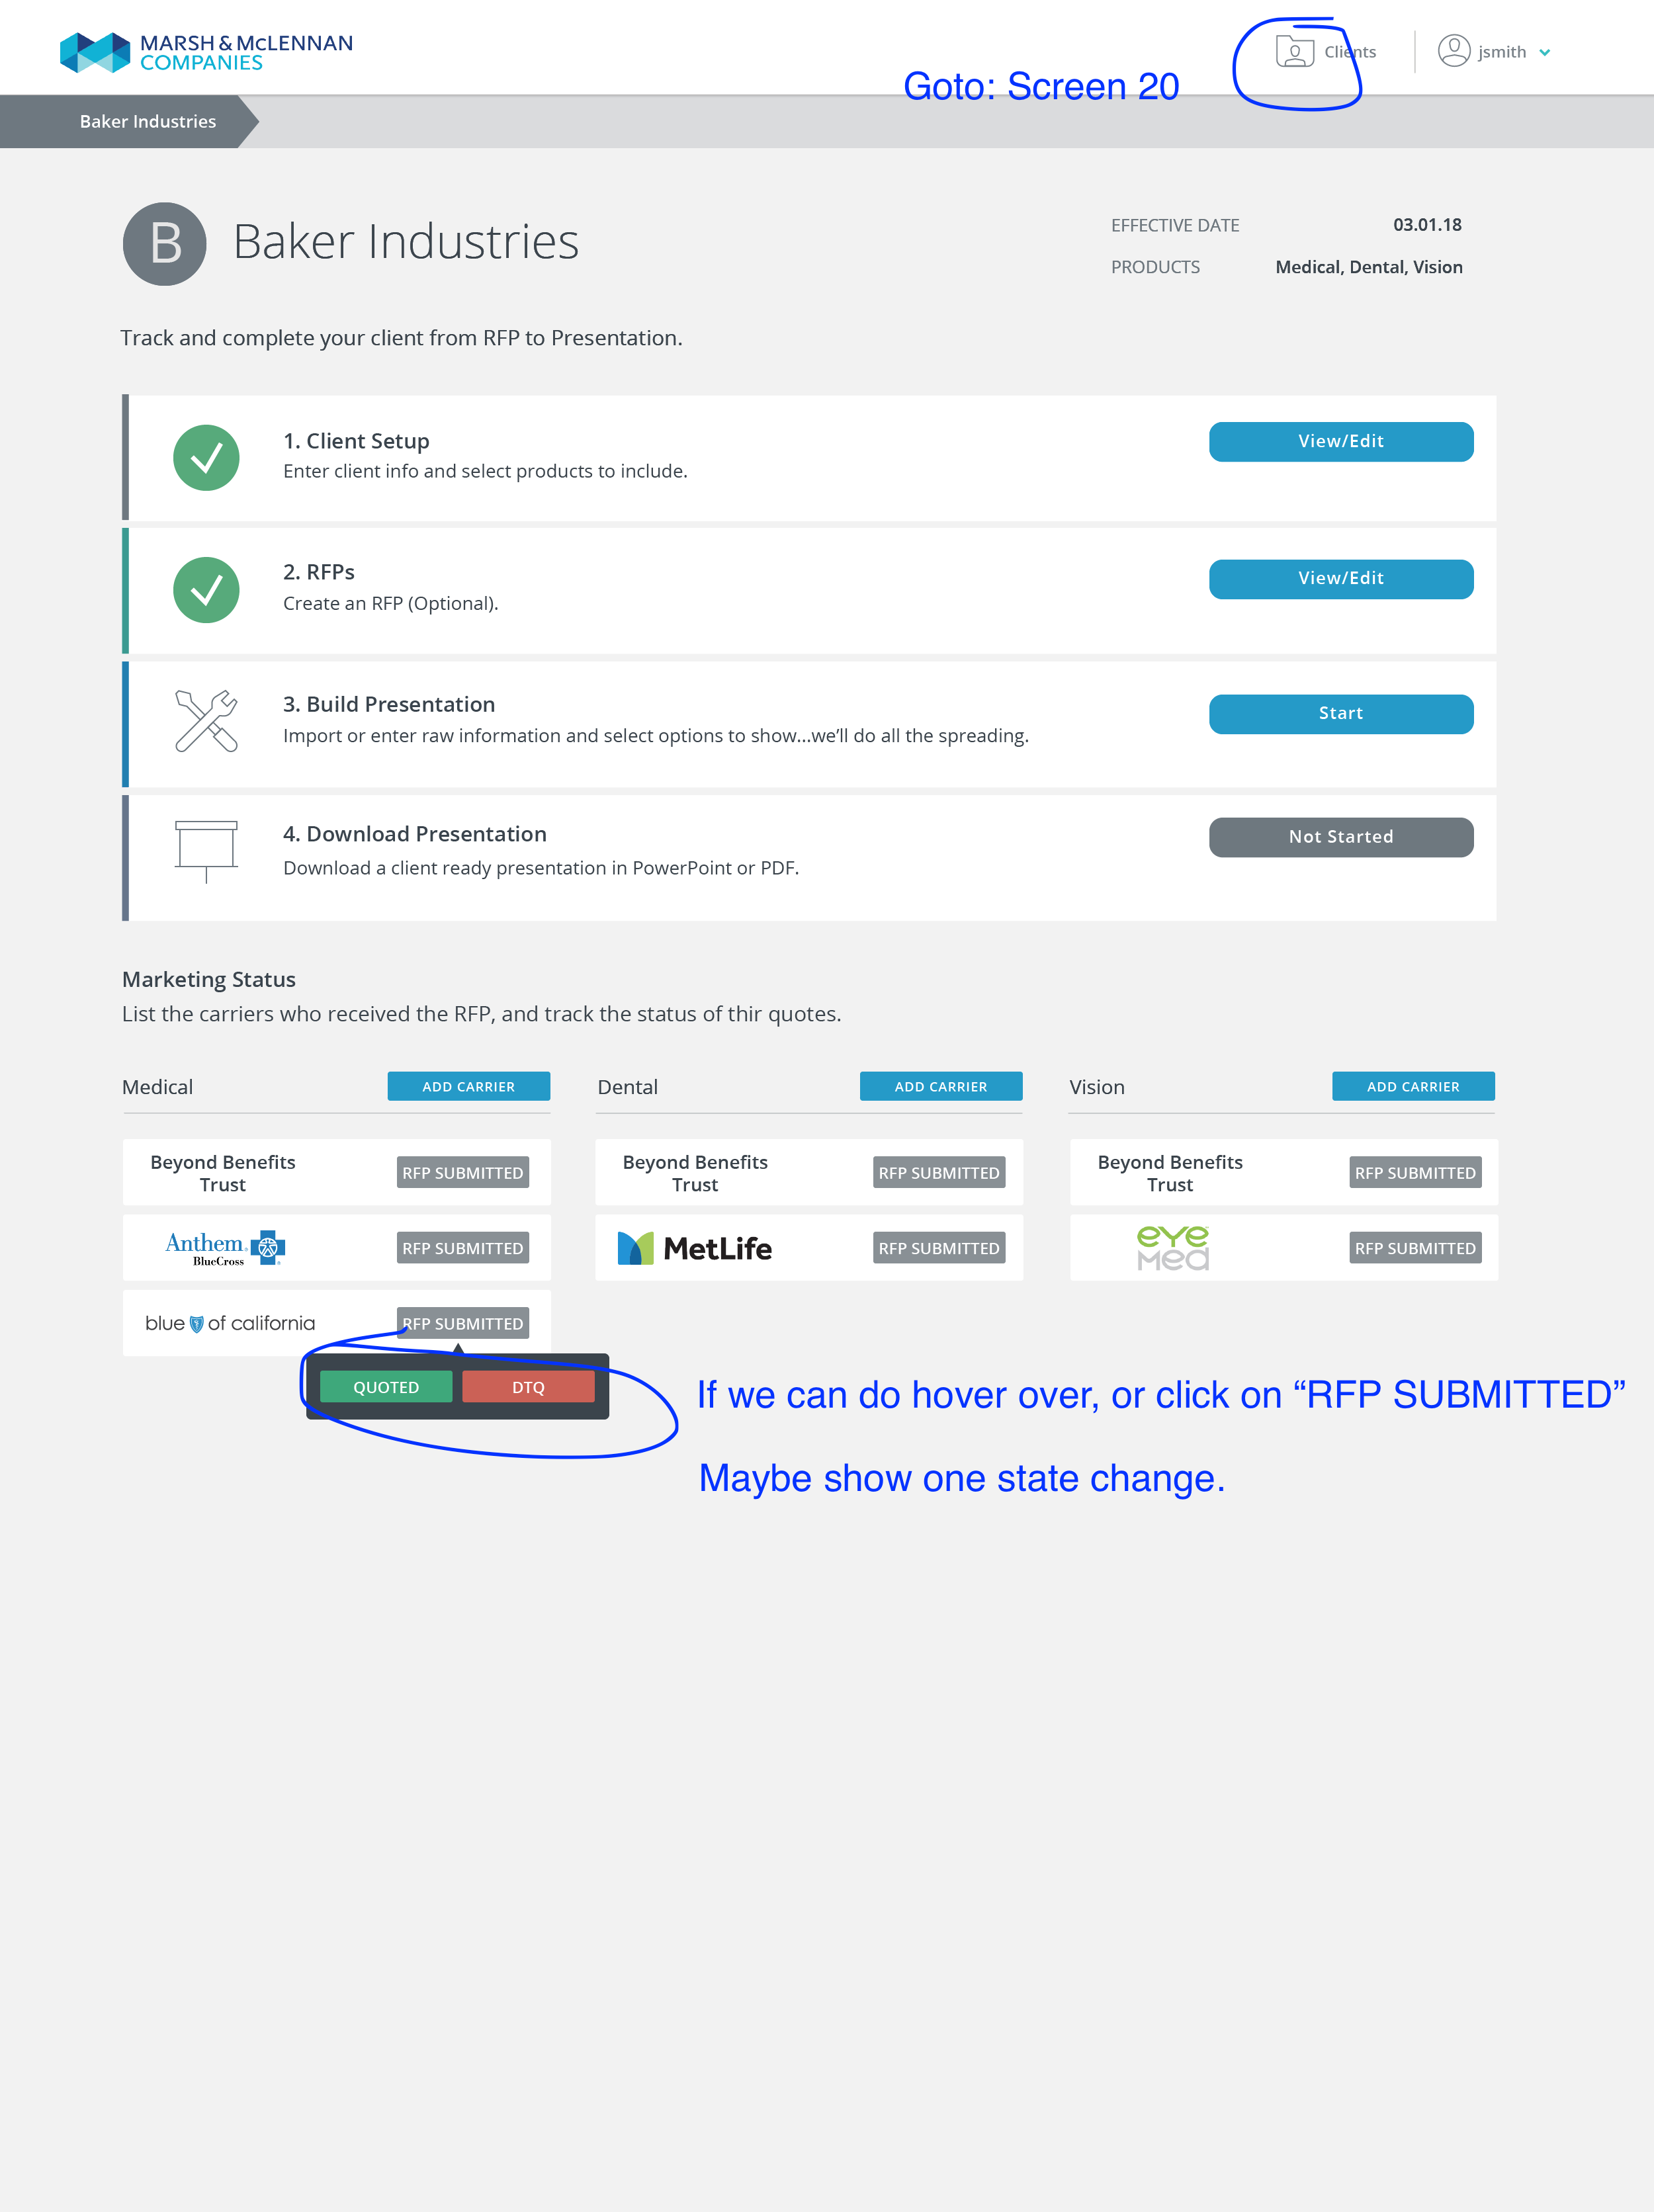 MARSH & McLENNAN
COMPANIES
Clients
jsmith
Goto: Screen 20
Baker Industries
B
Baker Industries
EFFECTIVE DATE 03.01.18
PRODUCTS Medical, Dental, Vision
Track and complete your client from RFP to Presentation.
1. Client Setup
Enter client info and select products to include.
View/Edit
2. RFPs
Create an RFP (Optional).
View/Edit
3. Build Presentation
Import or enter raw information and select options to show...we’ll do all the spreading.
Start
4. Download Presentation
Download a client ready presentation in PowerPoint or PDF.
Not Started
Marketing Status
List the carriers who received the RFP, and track the status of thir quotes.
Medical
ADD CARRIER
Beyond Benefits
Trust
RFP SUBMITTED
Anthem
BlueCross
RFP SUBMITTED
blue of california
RFP SUBMITTED
QUOTED
DTQ
Dental
ADD CARRIER
Beyond Benefits
Trust
RFP SUBMITTED
MetLife
RFP SUBMITTED
Vision
ADD CARRIER
Beyond Benefits
Trust
RFP SUBMITTED
eye
Med
RFP SUBMITTED
If we can do hover over, or click on “RFP SUBMITTED”
Maybe show one state change.